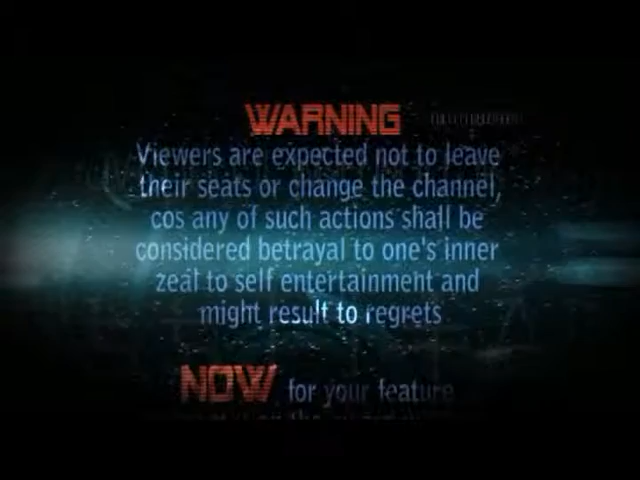 WARNING
Viewers are expected not to leave
their seats or change the channel,
cos any of such actions shall be
considered betrayal to one's inner
zeal to self entertainment and
might result to regrets
NOW for your feature